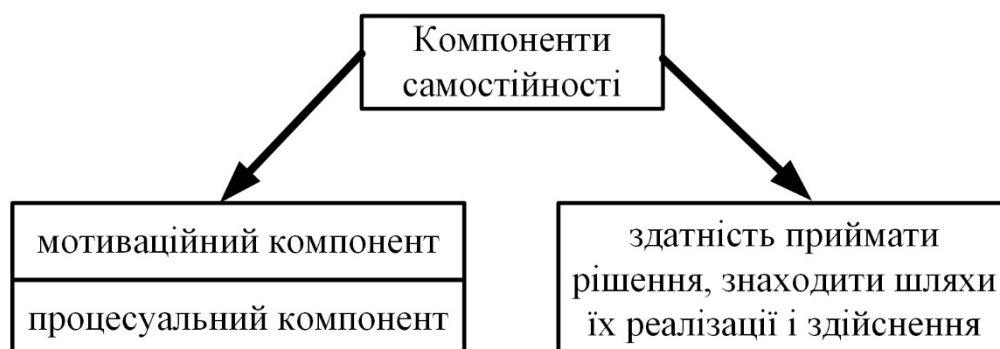 Компоненти
самостійності
мотиваційний компонент
процесуальний компонент
здатність приймати
рішення, знаходити шляхи
їх реалізації і здійснення